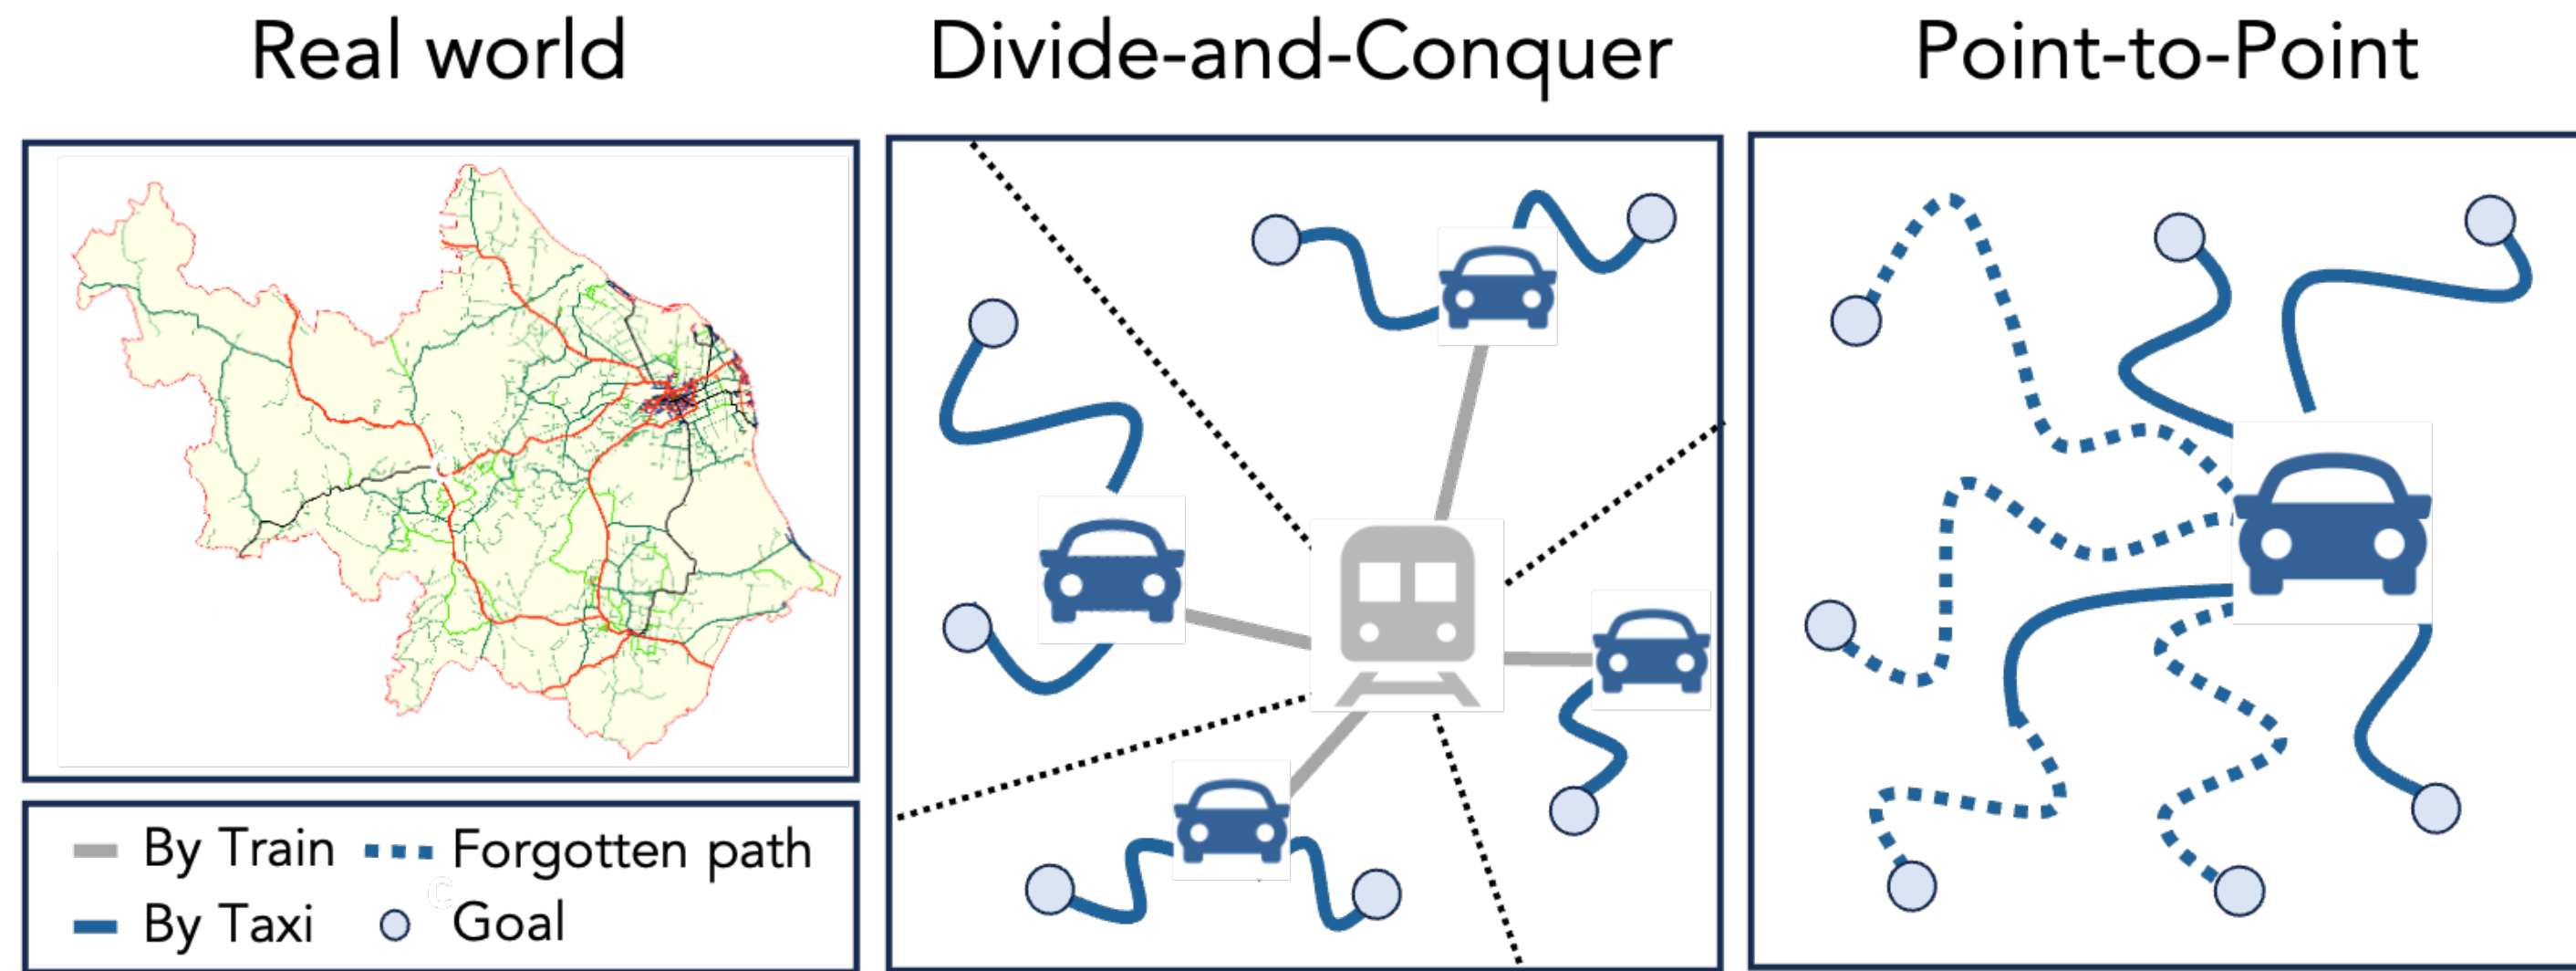 Real world
Divide-and-Conquer
Point-to-Point
By Train
Forgotten path
c
By Taxi
Goal